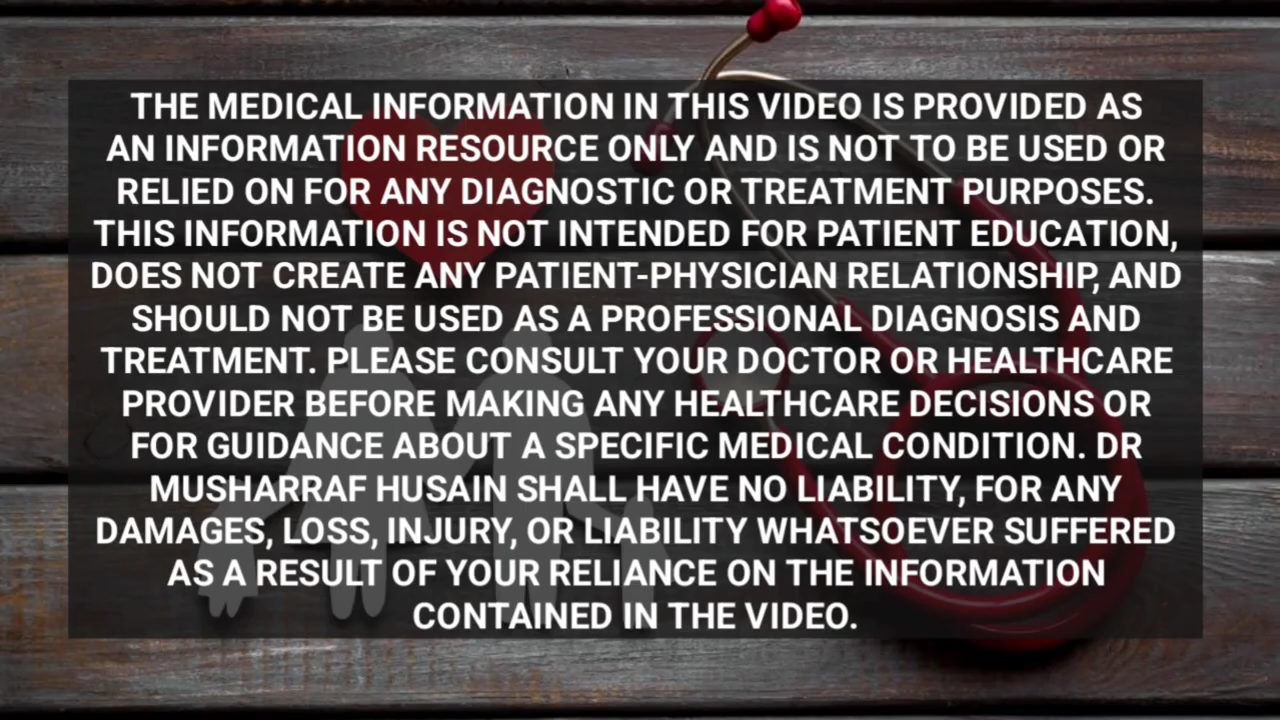 THE MEDICAL INFORMATION IN THIS VIDEO IS PROVIDED AS
AN INFORMATION RESOURCE ONLY AND IS NOT TO BE USED OR
RELIED ON FOR ANY DIAGNOSTIC OR TREATMENT PURPOSES.
THIS INFORMATION IS NOT INTENDED FOR PATIENT EDUCATION,
DOES NOT CREATE ANY PATIENT-PHYSICIAN RELATIONSHIP, AND
SHOULD NOT BE USED AS A PROFESSIONAL DIAGNOSIS AND
TREATMENT. PLEASE CONSULT YOUR DOCTOR OR HEALTHCARE
PROVIDER BEFORE MAKING ANY HEALTHCARE DECISIONS OR
FOR GUIDANCE ABOUT A SPECIFIC MEDICAL CONDITION. DR
MUSHARRAF HUSAIN SHALL HAVE NO LIABILITY, FOR ANY
DAMAGES, LOSS, INJURY, OR LIABILITY WHATSOEVER SUFFERED
AS A RESULT OF YOUR RELIANCE ON THE INFORMATION
CONTAINED IN THE VIDEO.